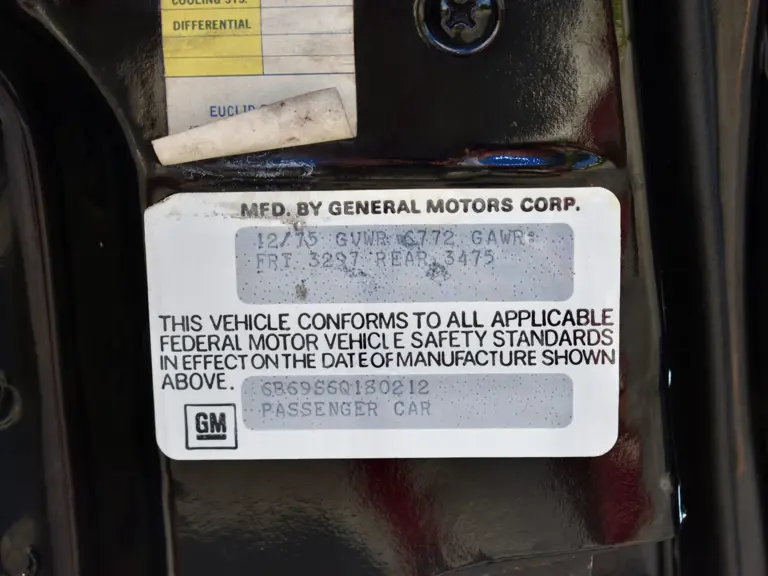 COOLING SYS.
DIFFERENTIAL
EUCLID
MFD. BY GENERAL MOTORS CORP.
12/75 GVWR 6772 GAWR:
FRT 3297 REAR 3475
THIS VEHICLE CONFORMS TO ALL APPLICABLE
FEDERAL MOTOR VEHICLE SAFETY STANDARDS
IN EFFECT ON THE DATE OF MANUFACTURE SHOWN
ABOVE.
6B69S6Q180212
PASSENGER CAR
GM